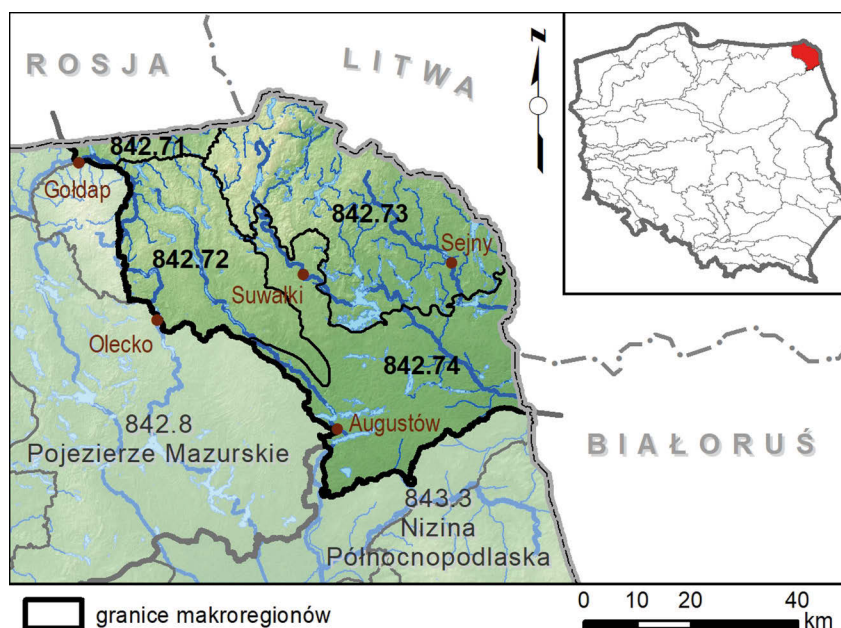 ROSJA
LITWA
N
842.71
Gołdap
842.73
Sejny
842.72
Suwałki
Olecko
842.74
842.8
Pojezierze Mazurskie
Augustów
BIAŁORUŚ
843.3
Nizina
Północnopodlaska
granice makroregionów
0 10 20 40
km